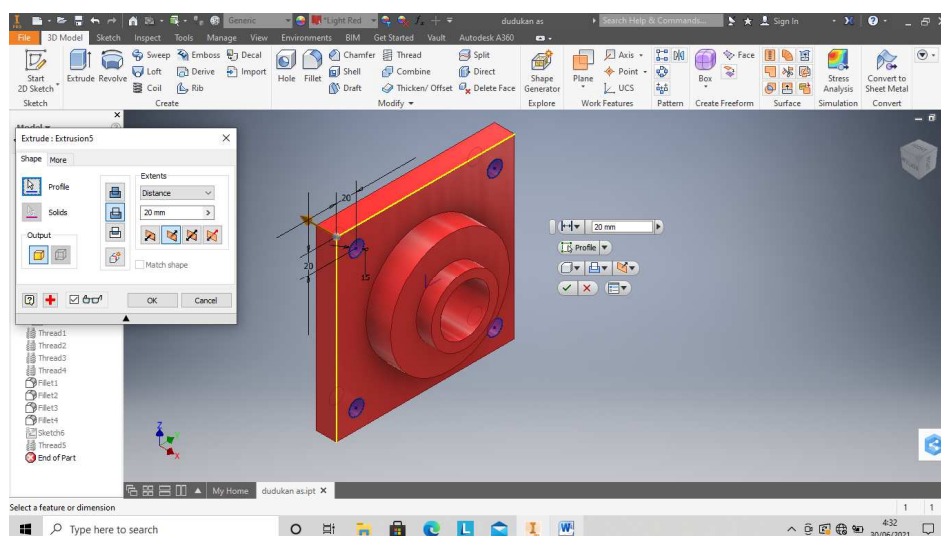 Generic
*Light Red
dudukan as
Search Help & Commands...
Sign In
File 3D Model Sketch Inspect Tools Manage View Environments BIM Get Started Vault Autodesk A360
Start
2D Sketch
Extrude
Revolve
Sweep
Emboss
Decal
Loft
Derive
Import
Coil
Rib
Hole
Fillet
Chamfer
Thread
Split
Shell
Combine
Direct
Draft
Thicken/ Offset
Delete Face
Shape
Generator
Plane
Axis
Point
UCS
Box
Face
Stress
Analysis
Convert to
Sheet Metal
Sketch
Create
Modify
Explore
Work Features
Pattern
Create Freeform
Surface
Simulation
Convert
Extrude : Extrusion5
Shape
More
Profile
Solids
Output
Extents
Distance
20 mm
Match shape
OK
Cancel
20
20
15
20 mm
Profile
Thread1
Thread2
Thread3
Thread4
Fillet1
Fillet2
Fillet3
Fillet4
Sketch6
Thread5
End of Part
Z
X
My Home
dudukan as.ipt
Select a feature or dimension
1
1
Type here to search
4:32
30/06/2021